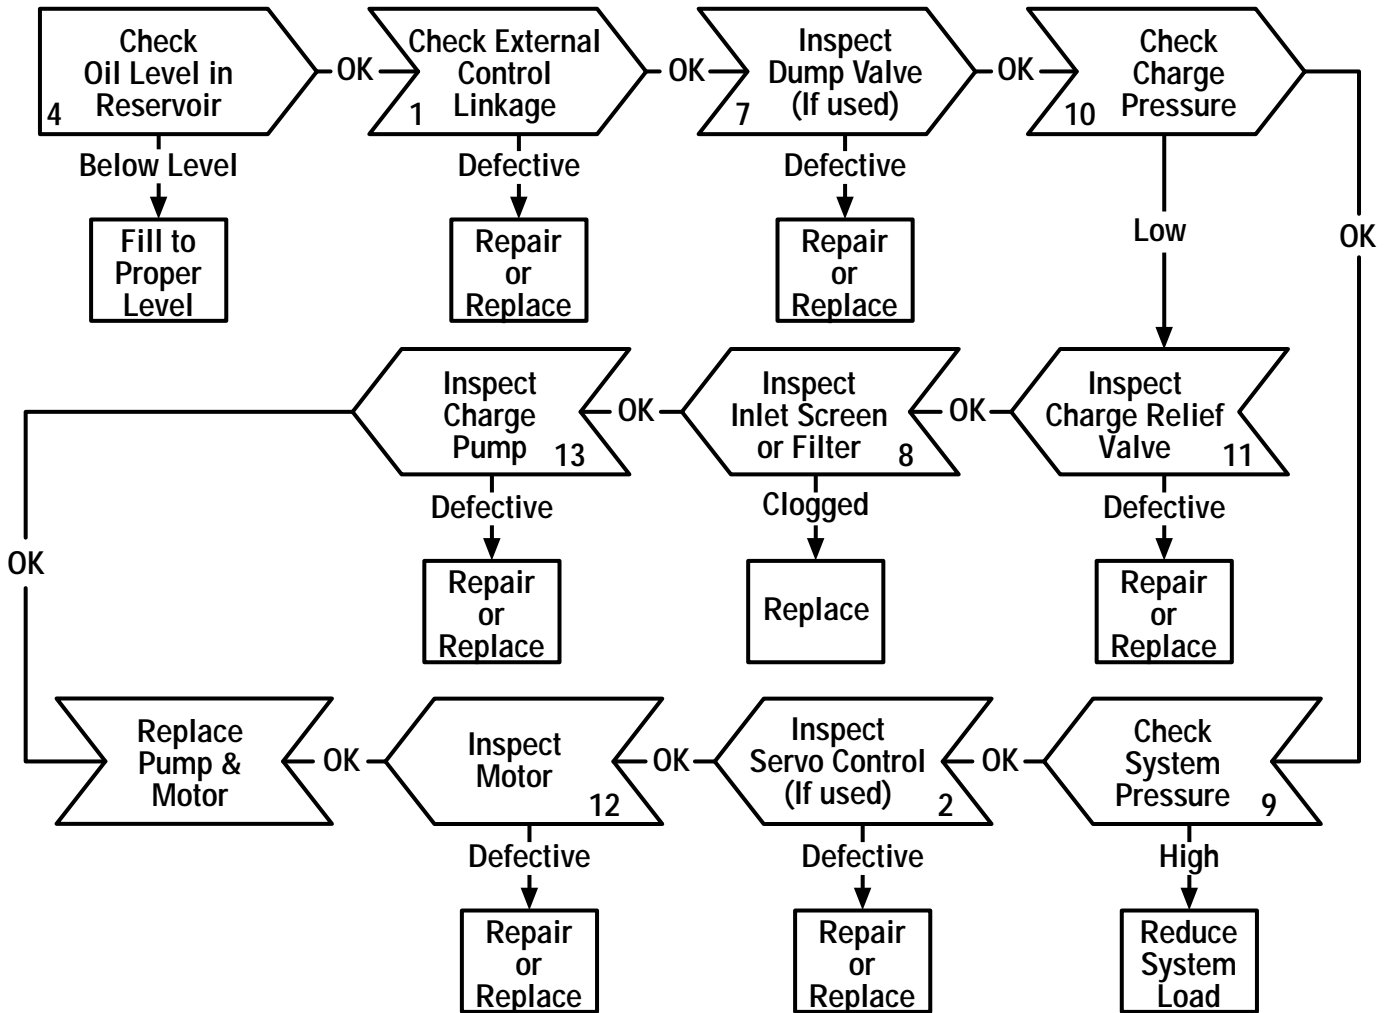 Check
Oil Level in
Reservoir
4
OK
Check External
Control
Linkage
1
OK
Inspect
Dump Valve
(If used)
7
OK
Check
Charge
Pressure
10
Below Level
Defective
Defective
Low
OK
Fill to
Proper
Level
Repair
or
Replace
Repair
or
Replace
Inspect
Charge
Pump
13
OK
Inspect
Inlet Screen
or Filter
8
OK
Inspect
Charge Relief
Valve
11
Defective
Clogged
Defective
OK
Repair
or
Replace
Replace
Repair
or
Replace
Replace
Pump &
Motor
OK
Inspect
Motor
12
OK
Inspect
Servo Control
(If used)
2
OK
Check
System
Pressure
9
Defective
Defective
High
Repair
or
Replace
Repair
or
Replace
Reduce
System
Load